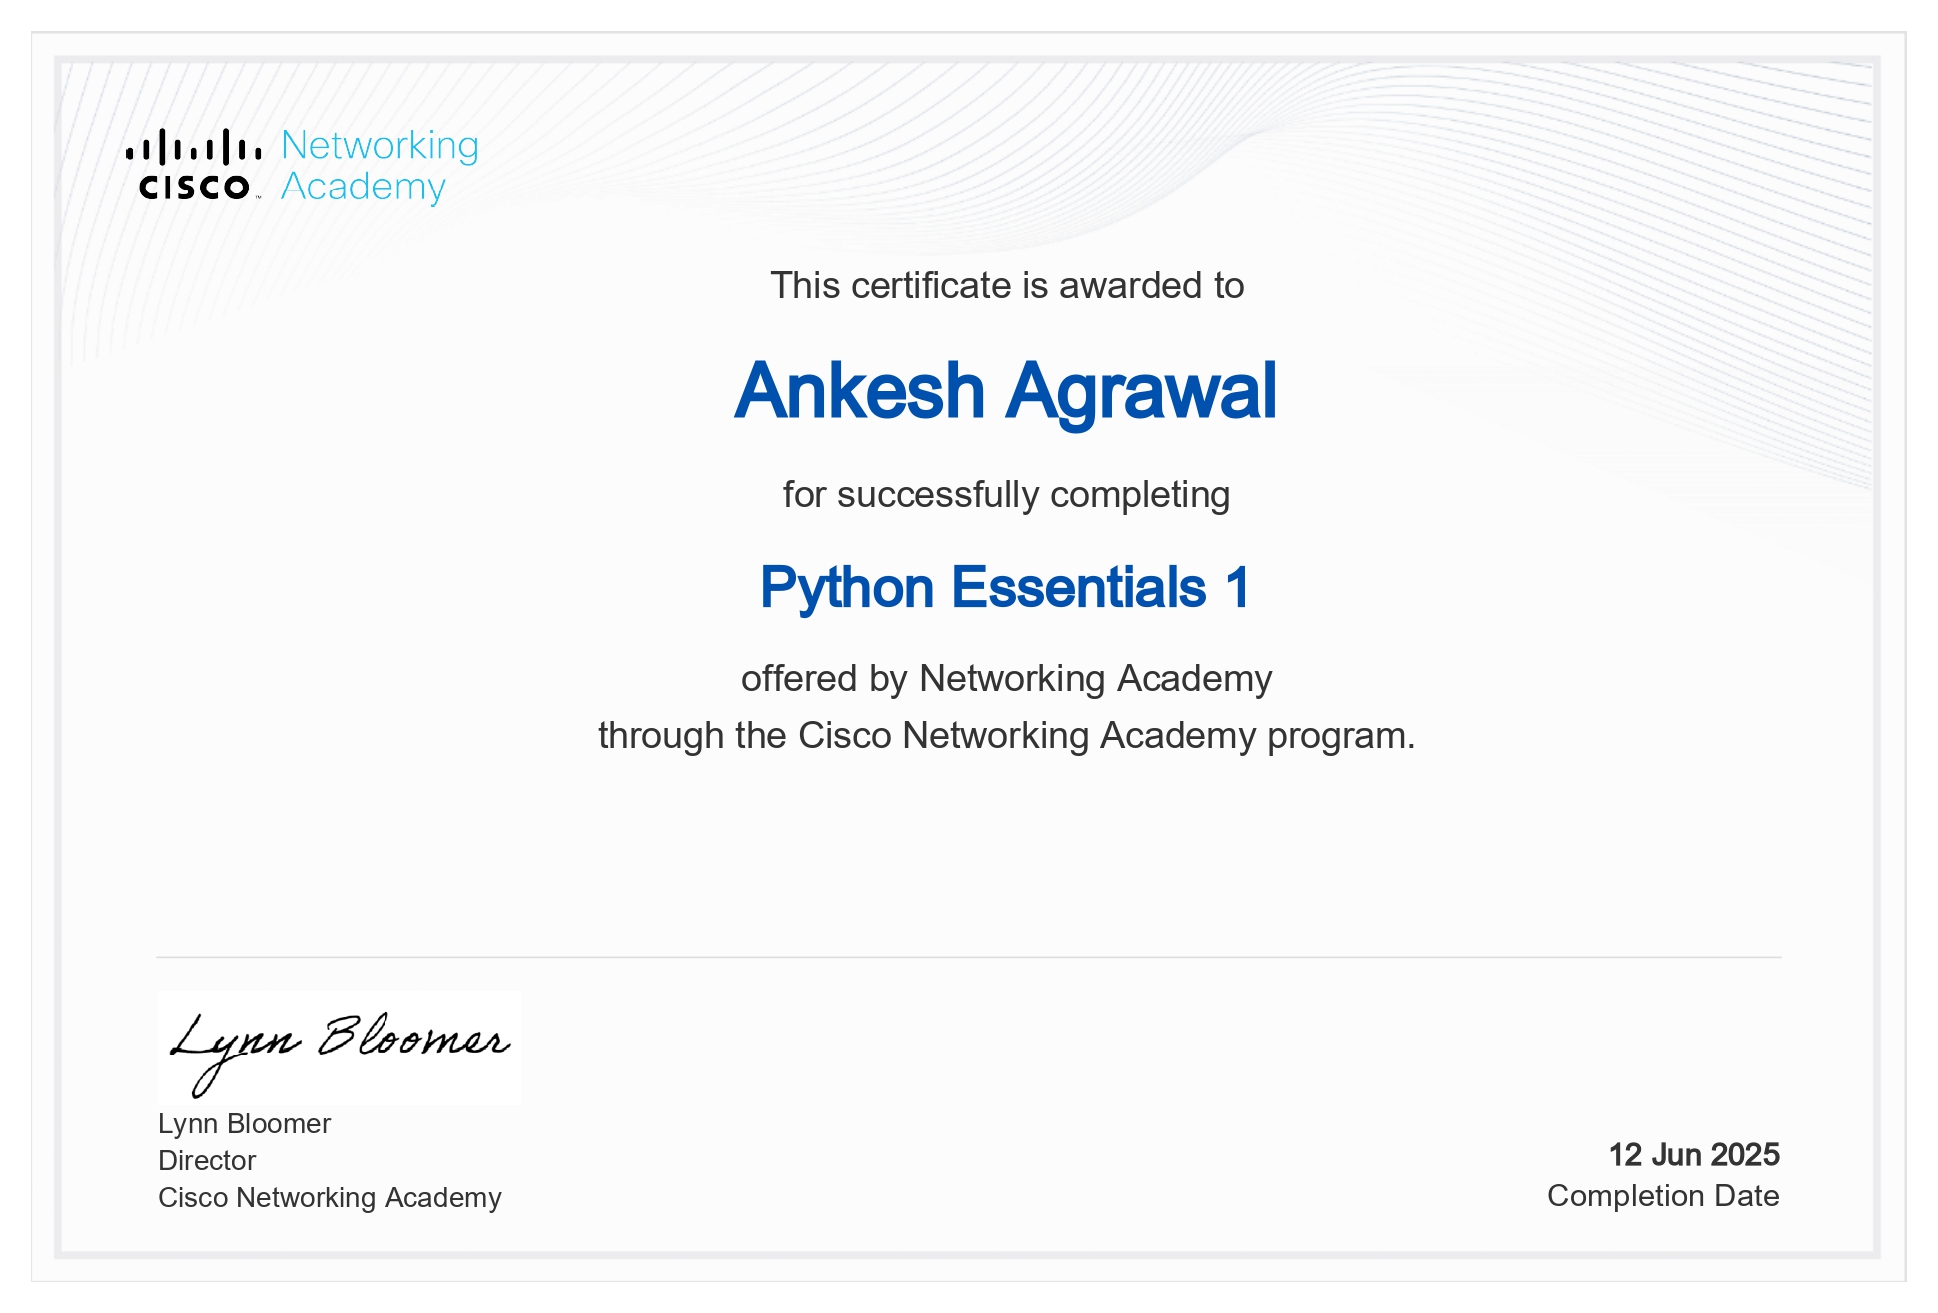 cisco™ Networking
Academy
This certificate is awarded to
Ankesh Agrawal
for successfully completing
Python Essentials 1
offered by Networking Academy
through the Cisco Networking Academy program.
Lynn Bloomer
Lynn Bloomer
Director
Cisco Networking Academy
12 Jun 2025
Completion Date